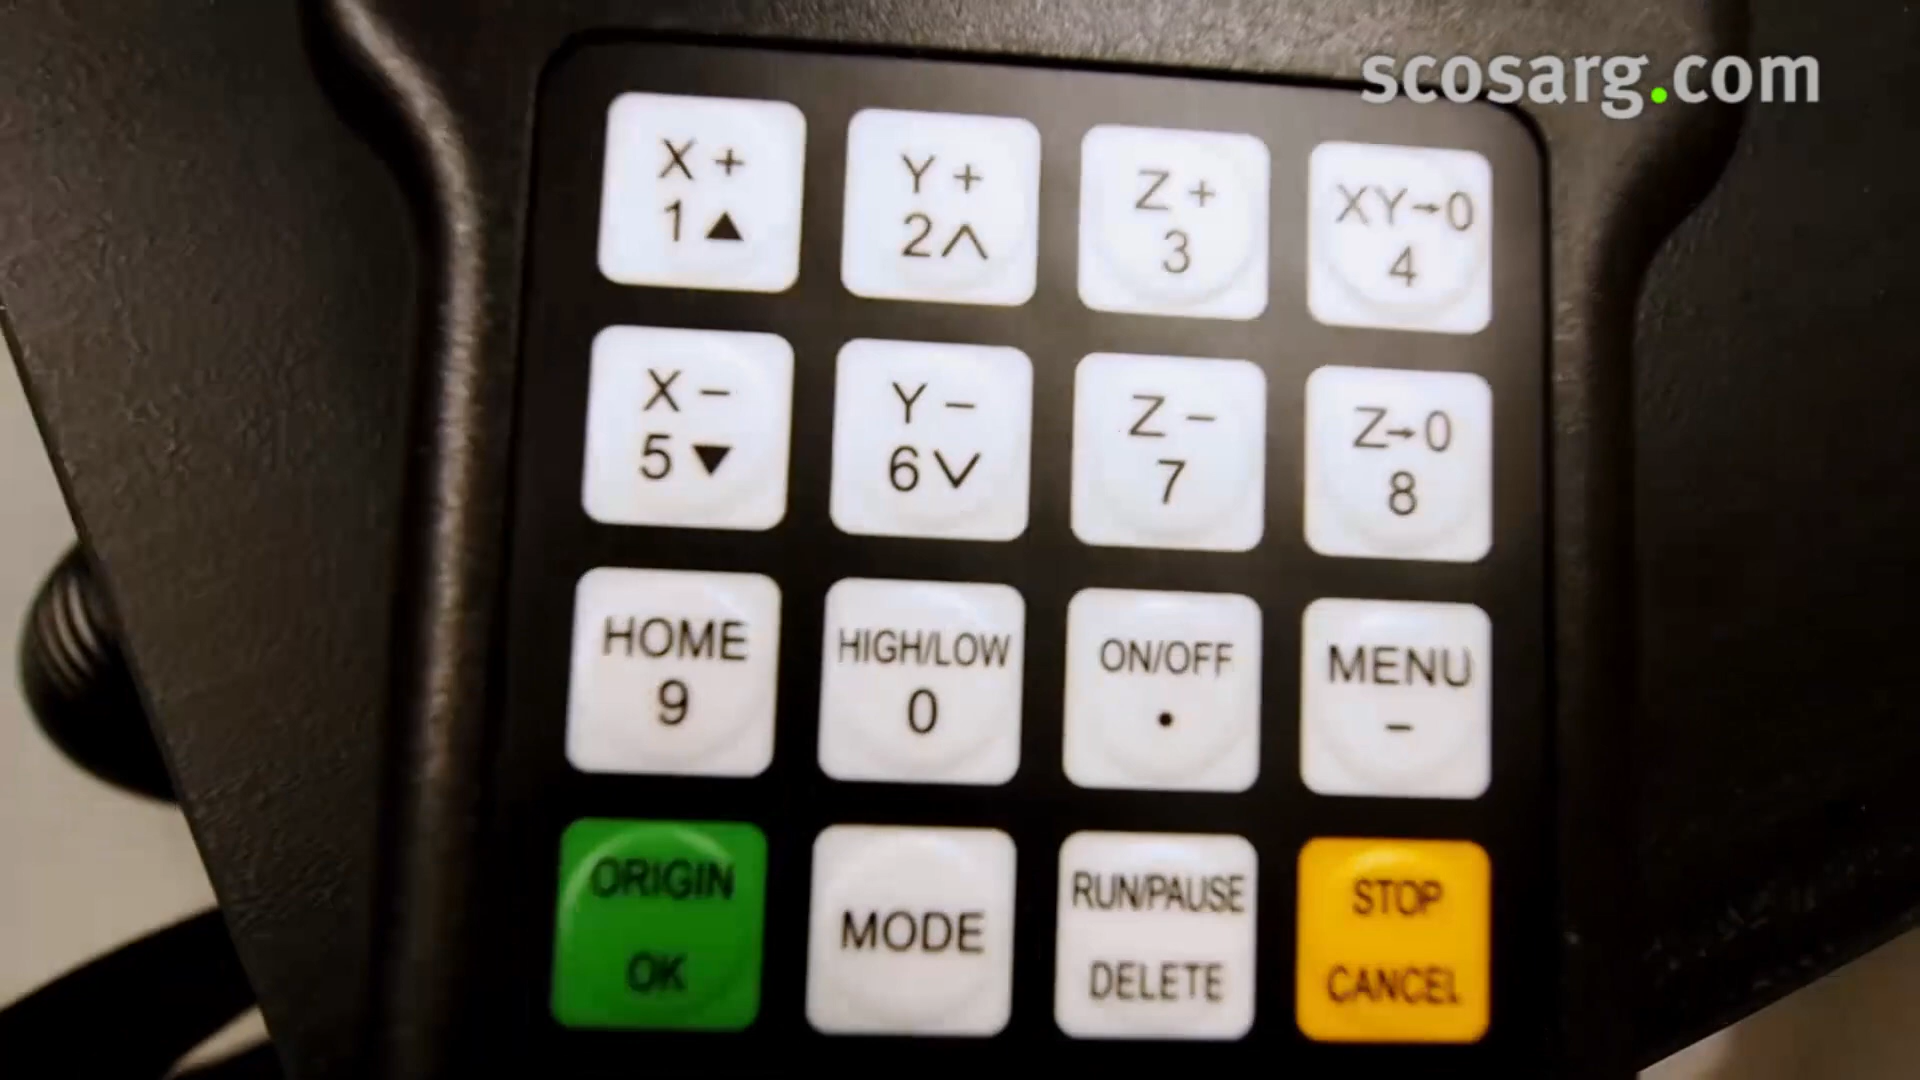 scosarg.com
X +
1▲
Y +
2∧
Z +
3
XY→0
4
X −
5▼
Y −
6∨
Z −
7
Z→0
8
HOME
9
HIGH/LOW
0
ON/OFF
•
MENU
−
ORIGIN
OK
MODE
RUN/PAUSE
DELETE
STOP
CANCEL